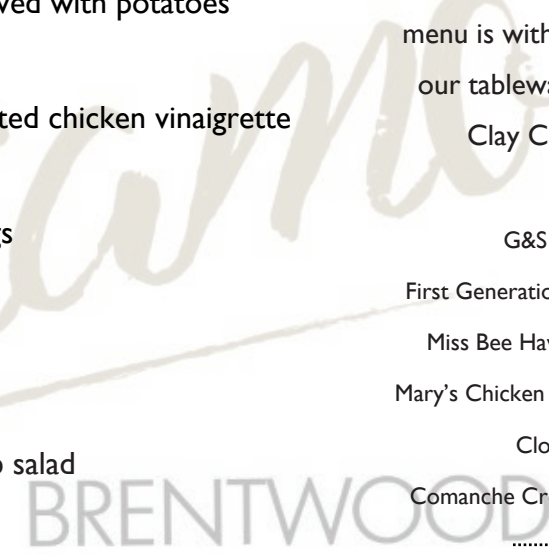 ved with potatoes
ted chicken vinaigrette
gs
o salad
menu is with
our tablewa
Clay C
G&S
First Generatio
Miss Bee Hav
Mary's Chicken
Clo
Comanche Cr
BRENTWOOD